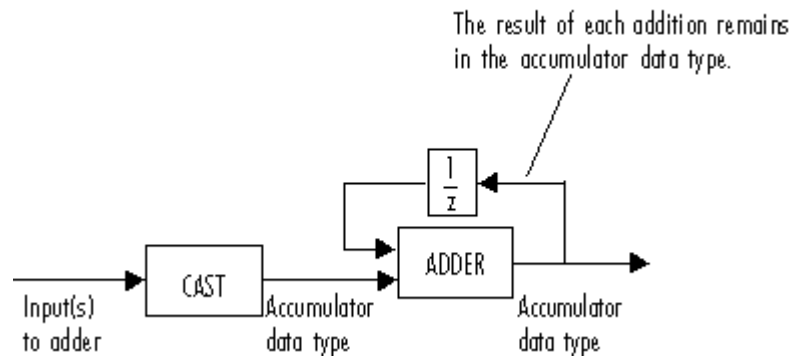 The result of each addition remains
in the accumulator data type.
1
z
CAST
ADDER
Input(s)
to adder
Accumulator
data type
Accumulator
data type